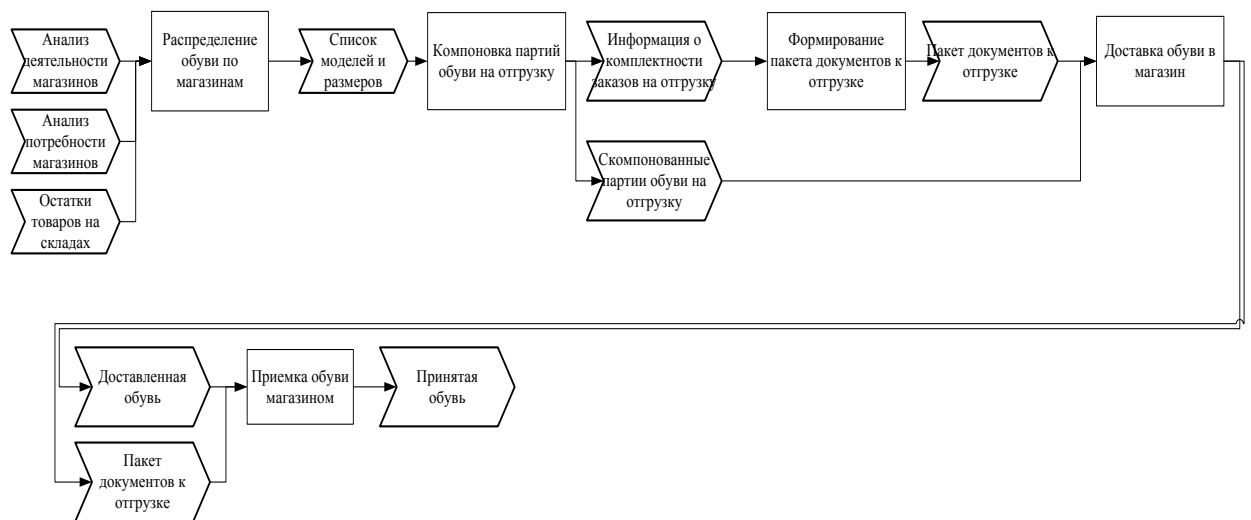 Анализ
деятельности
магазинов
Распределение
обуви по
магазинам
Список
моделей и
размеров
Компоновка партий
обуви на отгрузку
Информация о
комплектности
заказов на отгрузку
Формирование
пакета документов к
отгрузке
Пакет документов к
отгрузке
Доставка обуви в
магазин
Анализ
потребности
магазинов
Скомпонованные
партии обуви на
отгрузку
Остатки
товаров на
складах
Доставленная
обувь
Приемка обуви
магазином
Принятая
обувь
Пакет
документов к
отгрузке